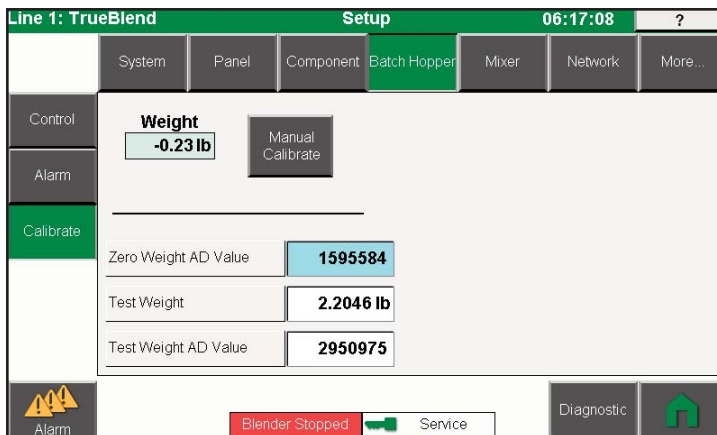 Line 1: TrueBlend Setup 06:17:08 ?
System Panel Component Batch Hopper Mixer Network More...
Control
Alarm
Calibrate
Weight
-0.23 lb
Manual
Calibrate
Zero Weight AD Value 1595584
Test Weight 2.2046 lb
Test Weight AD Value 2950975
Alarm
Blender Stopped Service
Diagnostic